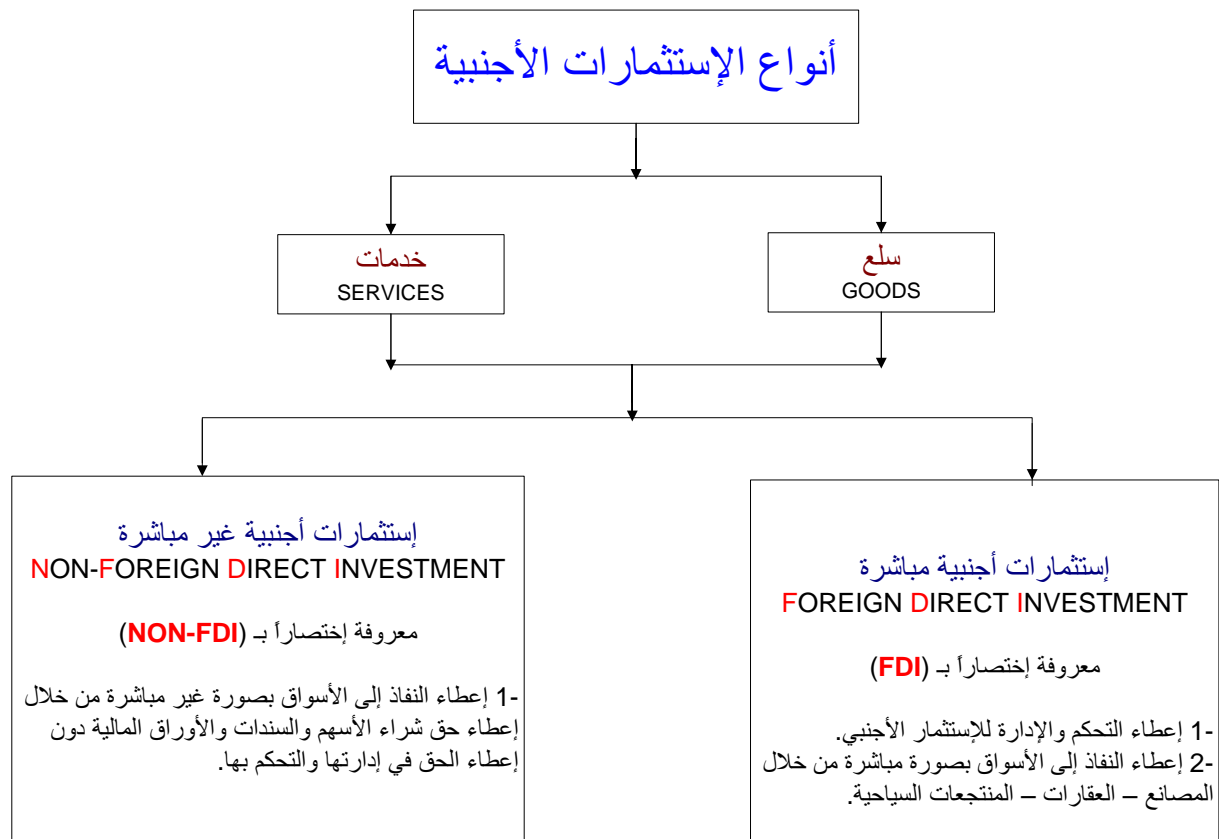 أنواع الإستثمارات الأجنبية
سلع
GOODS
خدمات
SERVICES
إستثمارات أجنبية مباشرة
FOREIGN DIRECT INVESTMENT
معروفة إختصاراً بـ (FDI)
1- إعطاء التحكم والإدارة للإستثمار الأجنبي.
2- إعطاء النفاذ إلى الأسواق بصورة مباشرة من خلال
المصانع – العقارات – المنتجعات السياحية.
إستثمارات أجنبية غير مباشرة
NON-FOREIGN DIRECT INVESTMENT
معروفة إختصاراً بـ (NON-FDI)
1- إعطاء النفاذ إلى الأسواق بصورة غير مباشرة من خلال
إعطاء حق شراء الأسهم والسندات والأوراق المالية دون
إعطاء الحق في إدارتها والتحكم بها.